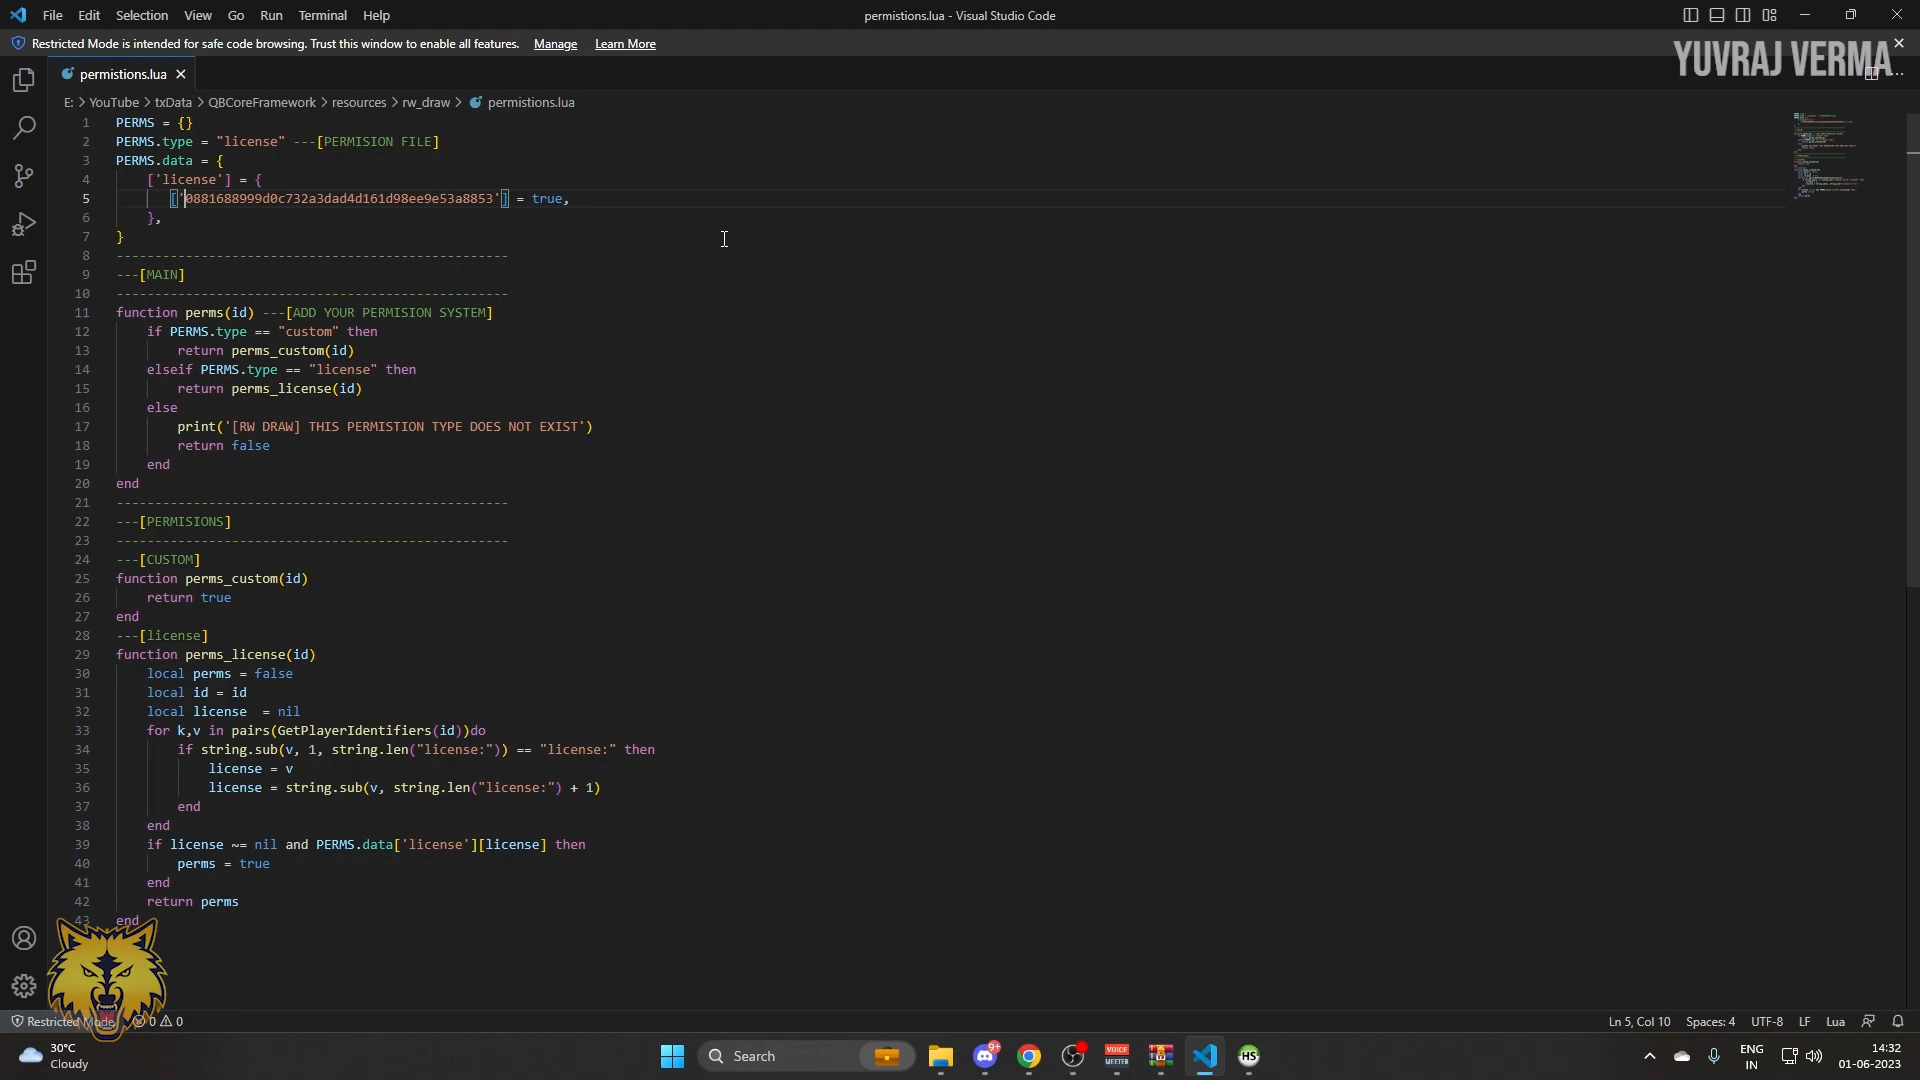 File Edit Selection View Go Run Terminal Help
permistions.lua - Visual Studio Code
Restricted Mode is intended for safe code browsing. Trust this window to enable all features. Manage Learn More
YUVRAJ VERMA
permistions.lua
E: > YouTube > txData > QBCoreFramework > resources > rw_draw > permistions.lua
1 PERMS = {}
2 PERMS.type = "license" ---[PERMISION FILE]
3 PERMS.data = {
4 ['license'] = {
5 ['0881688999d0c732a3dad4d161d98ee9e53a8853'] = true,
6 },
7 }
8 ---------------------------------------------------
9 ---[MAIN]
10 ---------------------------------------------------
11 function perms(id) ---[ADD YOUR PERMISION SYSTEM]
12 if PERMS.type == "custom" then
13 return perms_custom(id)
14 elseif PERMS.type == "license" then
15 return perms_license(id)
16 else
17 print('[RW DRAW] THIS PERMISTION TYPE DOES NOT EXIST')
18 return false
19 end
20 end
21 ---------------------------------------------------
22 ---[PERMISIONS]
23 ---------------------------------------------------
24 ---[CUSTOM]
25 function perms_custom(id)
26 return true
27 end
28 ---[license]
29 function perms_license(id)
30 local perms = false
31 local id = id
32 local license  = nil
33 for k,v in pairs(GetPlayerIdentifiers(id))do
34 if string.sub(v, 1, string.len("license:")) == "license:" then
35 license = v
36 license = string.sub(v, string.len("license:") + 1)
37 end
38 end
39 if license ~= nil and PERMS.data['license'][license] then
40 perms = true
41 end
42 return perms
43 end
Restricted Mode 0 0
Ln 5, Col 10 Spaces: 4 UTF-8 LF Lua
30°C
Cloudy
Search
9+
VOICE
MEETER
HS
ENG
IN
14:32
01-06-2023